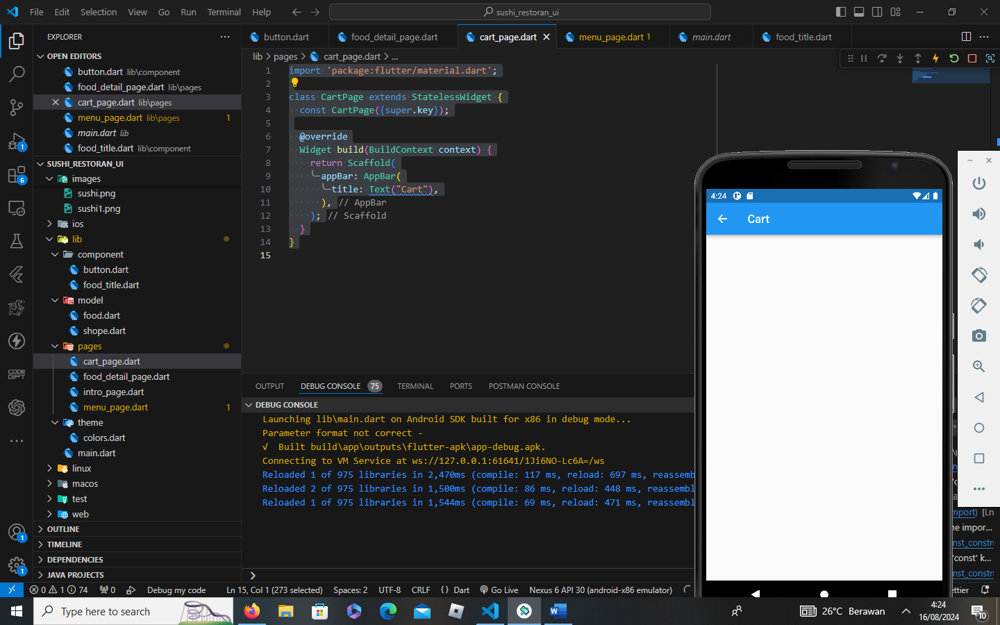 File Edit Selection View Go Run Terminal Help
sushi_restoran_ui
EXPLORER
OPEN EDITORS
button.dart lib\component
food_detail_page.dart lib\pages
cart_page.dart lib\pages
menu_page.dart lib\pages 1
main.dart lib
food_title.dart lib\component
SUSHI_RESTORAN_UI
images
sushi.png
sushi1.png
ios
lib
component
button.dart
food_title.dart
model
food.dart
shope.dart
pages
cart_page.dart
food_detail_page.dart
intro_page.dart
menu_page.dart 1
theme
colors.dart
main.dart
linux
macos
test
web
OUTLINE
TIMELINE
DEPENDENCIES
JAVA PROJECTS
1
6
CODE
GPT
1
1
button.dart food_detail_page.dart cart_page.dart menu_page.dart 1 main.dart food_title.dart
lib > pages > cart_page.dart > ...
1 import 'package:flutter/material.dart';
2
3 class CartPage extends StatelessWidget {
4 const CartPage({super.key});
5
6 @override
7 Widget build(BuildContext context) {
8 return Scaffold(
9 appBar: AppBar(
10 title: Text("Cart"),
11 ), // AppBar
12 ); // Scaffold
13 }
14 }
15
OUTPUT DEBUG CONSOLE 75 TERMINAL PORTS POSTMAN CONSOLE
DEBUG CONSOLE
Launching lib\main.dart on Android SDK built for x86 in debug mode...
Parameter format not correct -
√ Built build\app\outputs\flutter-apk\app-debug.apk.
Connecting to VM Service at ws://127.0.0.1:61641/1Ji6NO-Lc6A=/ws
Reloaded 1 of 975 libraries in 2,470ms (compile: 117 ms, reload: 697 ms, reassemb
Reloaded 2 of 975 libraries in 1,500ms (compile: 86 ms, reload: 448 ms, reassembl
Reloaded 1 of 975 libraries in 1,544ms (compile: 69 ms, reload: 471 ms, reassembl
4:24
Cart
mport) [Ln
ne impor...
nst_constru
'const' k...
nst_constru
0 1 74 0 Debug my code Ln 15, Col 1 (273 selected) Spaces: 2 UTF-8 CRLF {} Dart Go Live Nexus 6 API 30 (android-x86 emulator) ettier
Type here to search
26°C Berawan
4:24
16/08/2024
10